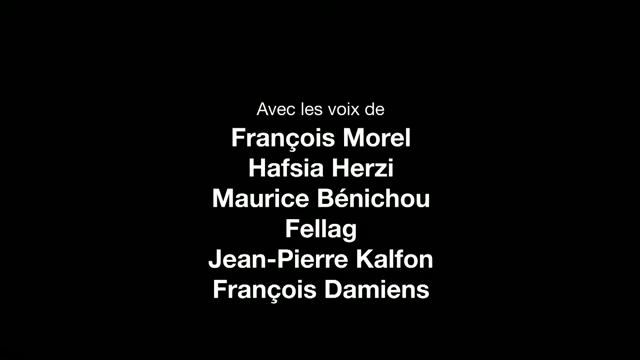 Avec les voix de
François Morel
Hafsia Herzi
Maurice Bénichou
Fellag
Jean-Pierre Kalfon
François Damiens